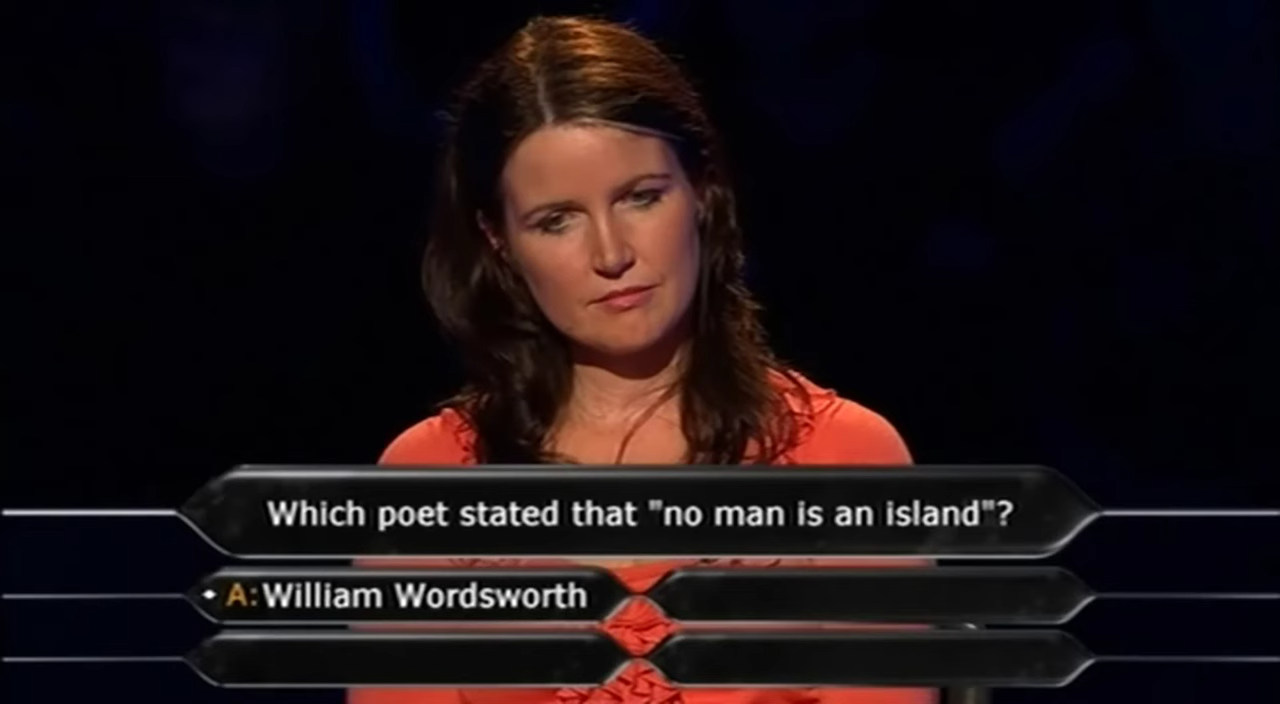 Which poet stated that "no man is an island"?
A: William Wordsworth